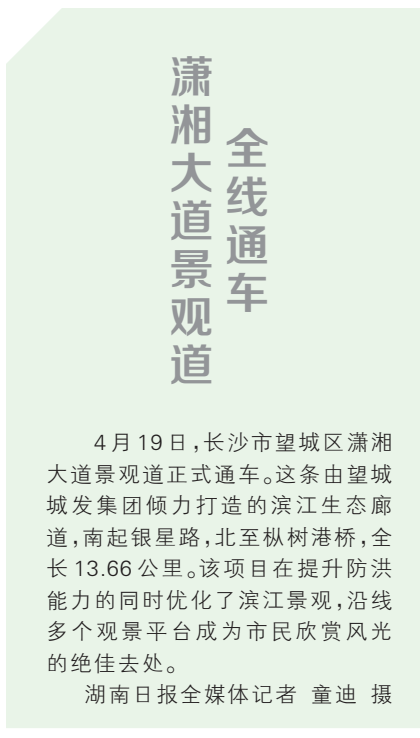 潇湘大道景观道
全线通车
4月19日,长沙市望城区潇湘
大道景观道正式通车。这条由望城
城发集团倾力打造的滨江生态廊
道,南起银星路,北至枞树港桥,全
长13.66公里。该项目在提升防洪
能力的同时优化了滨江景观,沿线
多个观景平台成为市民欣赏风光
的绝佳去处。
湖南日报全媒体记者 童迪 摄